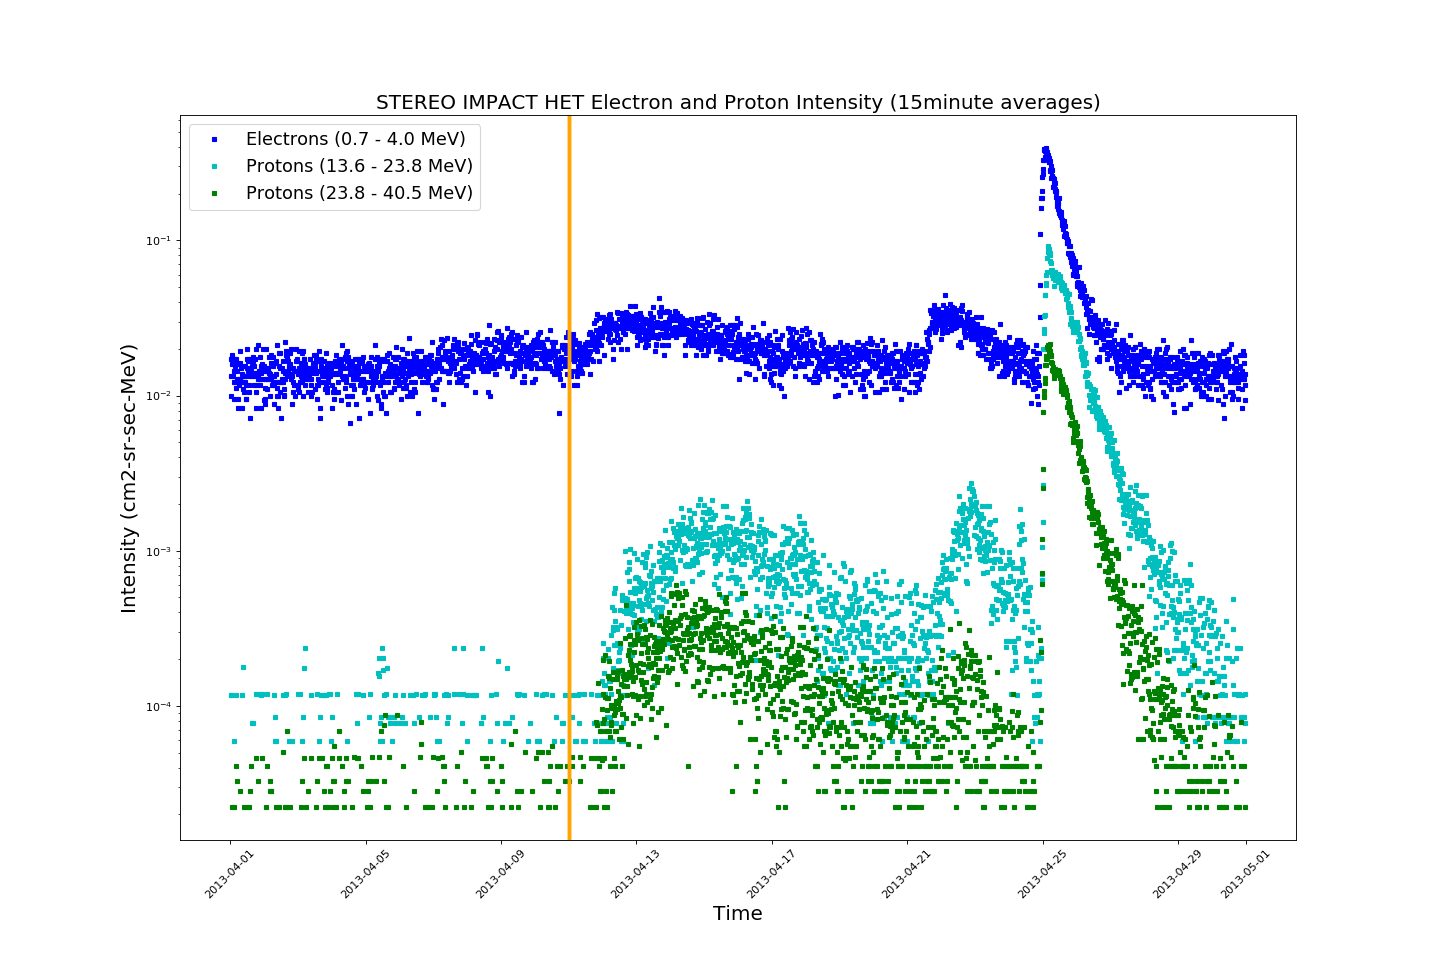 STEREO IMPACT HET Electron and Proton Intensity (15minute averages)
Electrons (0.7 - 4.0 MeV)
Protons (13.6 - 23.8 MeV)
Protons (23.8 - 40.5 MeV)
Intensity (cm2-sr-sec-MeV)
10⁻¹
10⁻²
10⁻³
10⁻⁴
2013-04-01
2013-04-05
2013-04-09
2013-04-13
2013-04-17
2013-04-21
2013-04-25
2013-04-29
2013-05-01
Time